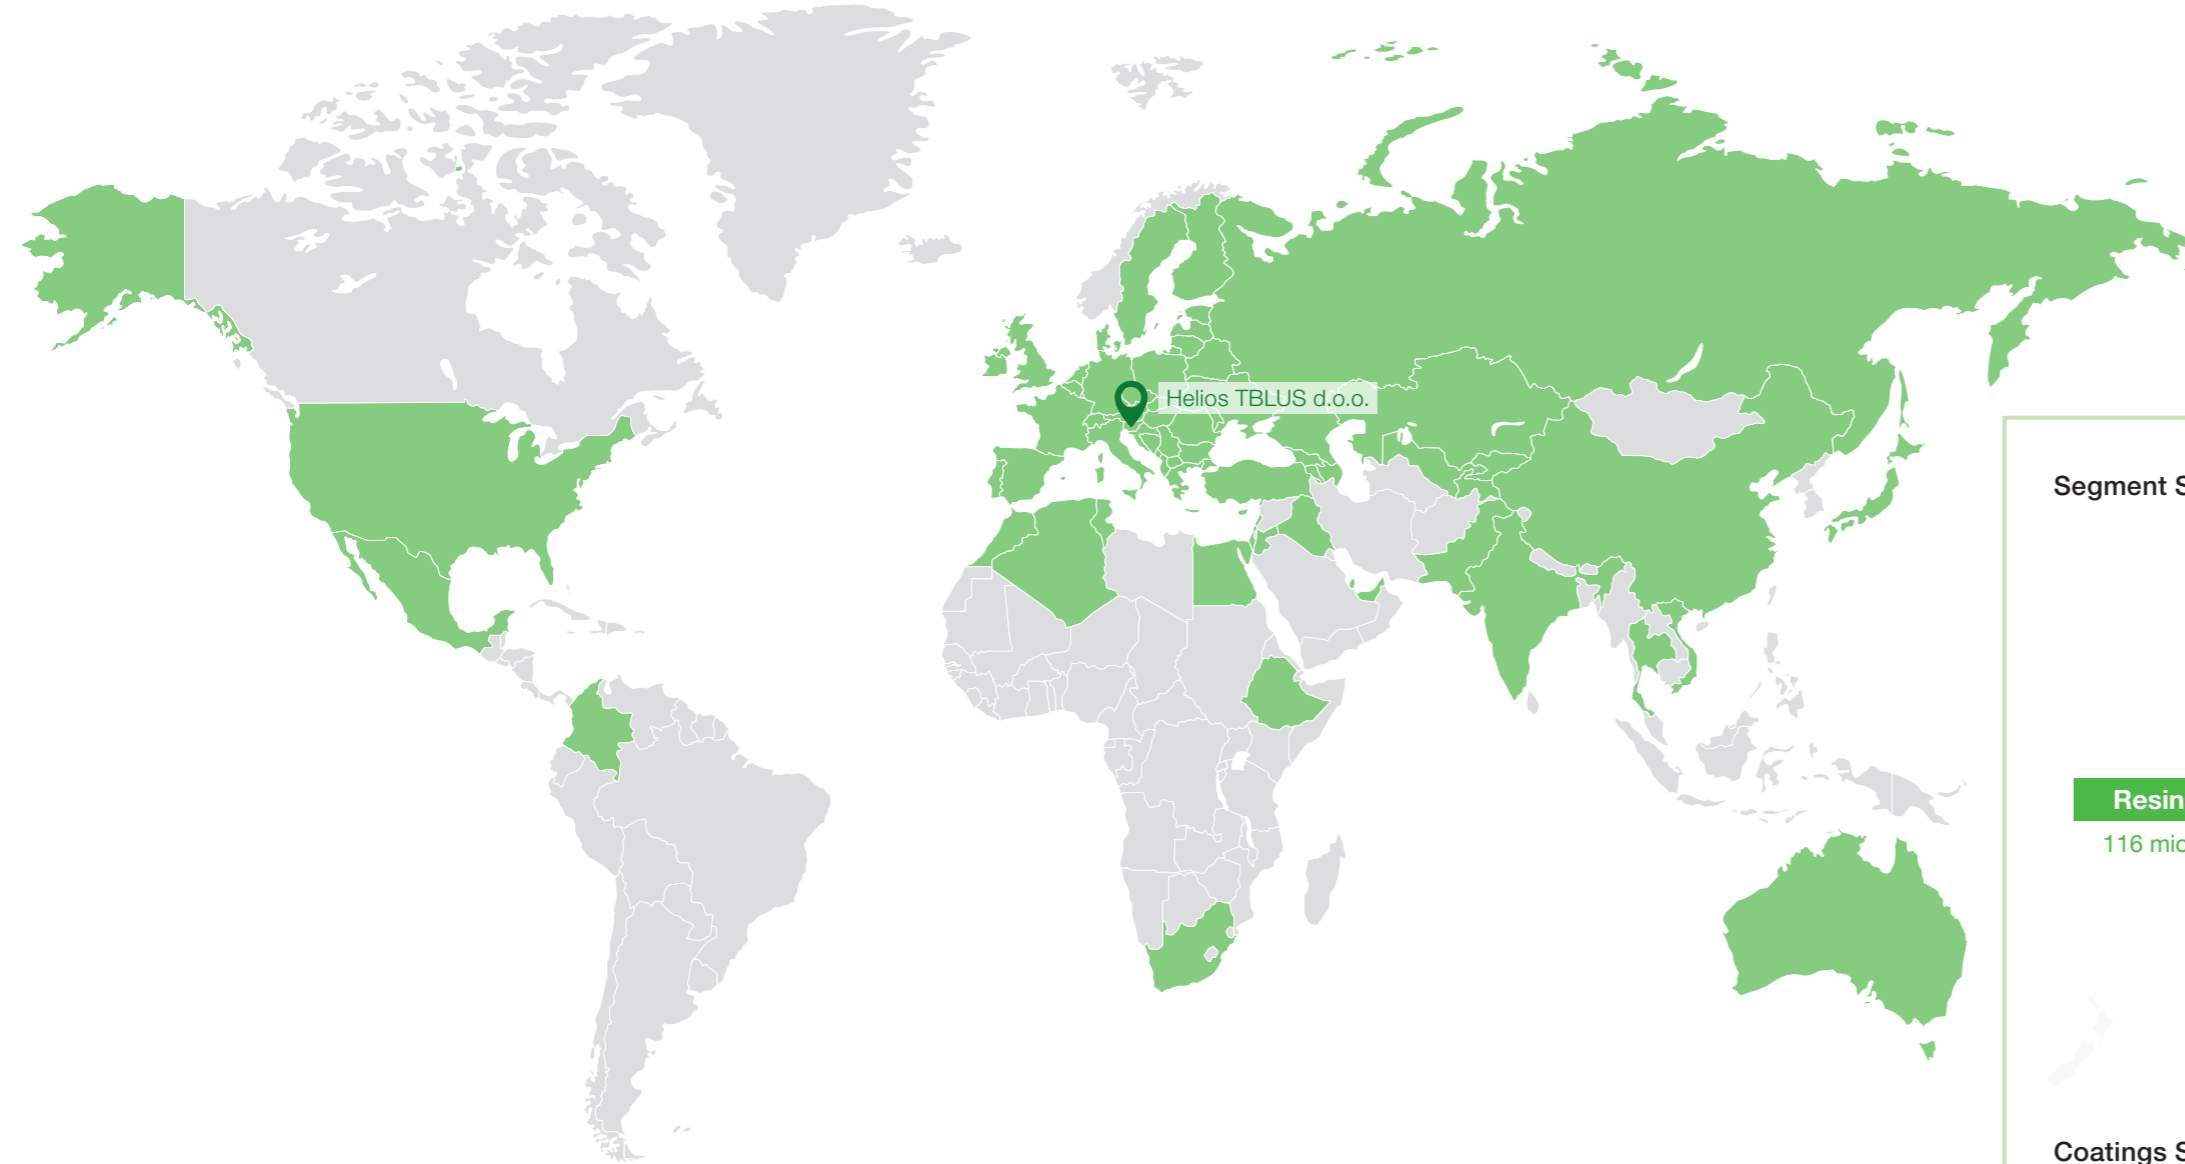 Helios TBLUS d.o.o.
Segment S
Resin
116 mio
Coatings S